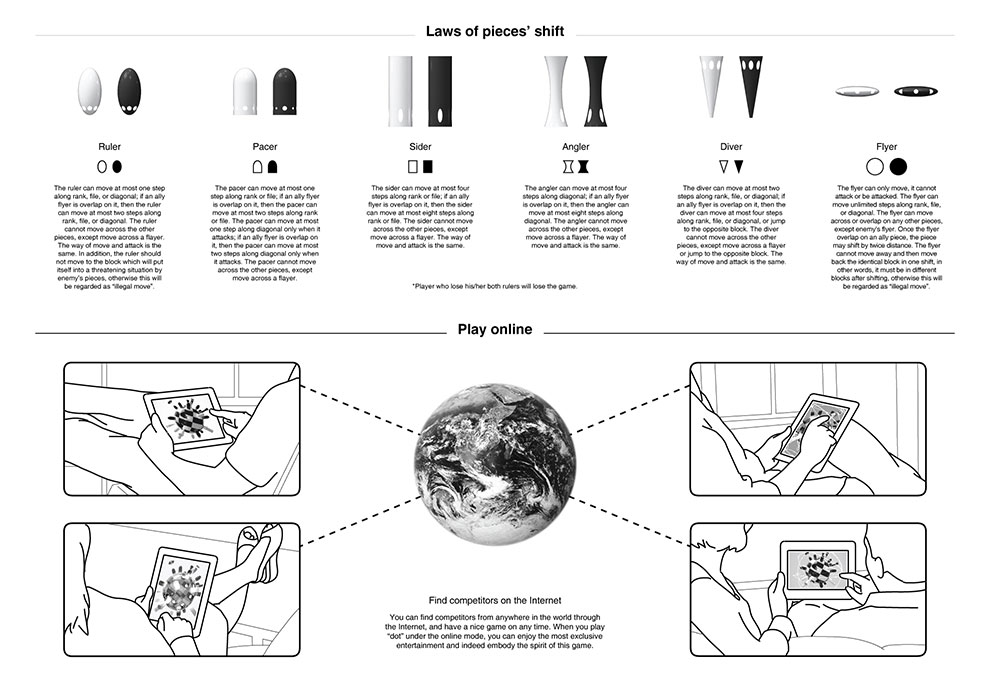 Laws of pieces’ shift
Ruler
The ruler can move at most one step
along rank, file, or diagonal; if an ally
flyer is overlap on it, then the ruler
can move at most two steps along
rank, file, or diagonal. The ruler
cannot move across the other
pieces, except move across a flayer.
The way of move and attack is the
same. In addition, the ruler should
not move to the block which will put
itself into a threatening situation by
enemy’s pieces, otherwise this will
be regarded as “illegal move”.
Pacer
The pacer can move at most one
step along rank or file; if an ally flyer
is overlap on it, then the pacer can
move at most two steps along rank
or file. The pacer can move at most
one step along diagonal only when it
attacks; if an ally flyer is overlap on
it, then the pacer can move at most
two steps along diagonal only when
it attacks. The pacer cannot move
across the other pieces, except
move across a flayer.
Sider
The sider can move at most four
steps along rank or file; if an ally
flyer is overlap on it, then the sider
can move at most eight steps along
rank or file. The sider cannot move
across the other pieces, except
move across a flayer. The way of
move and attack is the same.
Angler
The angler can move at most four
steps along diagonal; if an ally flyer
is overlap on it, then the angler can
move at most eight steps along
diagonal. The angler cannot move
across the other pieces, except
move across a flayer. The way of
move and attack is the same.
Diver
The diver can move at most two
steps along rank, file, or diagonal, if
an ally flyer is overlap on it, then the
diver can move at most four steps
along rank, file, or diagonal, or jump
to the opposite block. The diver
cannot move across the other
pieces, except move across a flayer
or jump to the opposite block. The
way of move and attack is the same.
Flyer
The flyer can only move, it cannot
attack or be attacked. The flyer can
move unlimited steps along rank, file,
or diagonal. The flyer can move
across or overlap on any other pieces,
except enemy’s flyer. Once the flyer
overlap on an ally piece, the piece
may shift by twice distance. The flyer
cannot move away and then move
back the identical block in one shift, in
other words, it must be in different
blocks after shifting, otherwise this will
be regarded as “illegal move”.
*Player who lose his/her both rulers will lose the game.
Play online
Find competitors on the Internet
You can find competitors from anywhere in the world through
the Internet, and have a nice game on any time. When you play
“dot” under the online mode, you can enjoy the most exclusive
entertainment and indeed embody the spirit of this game.